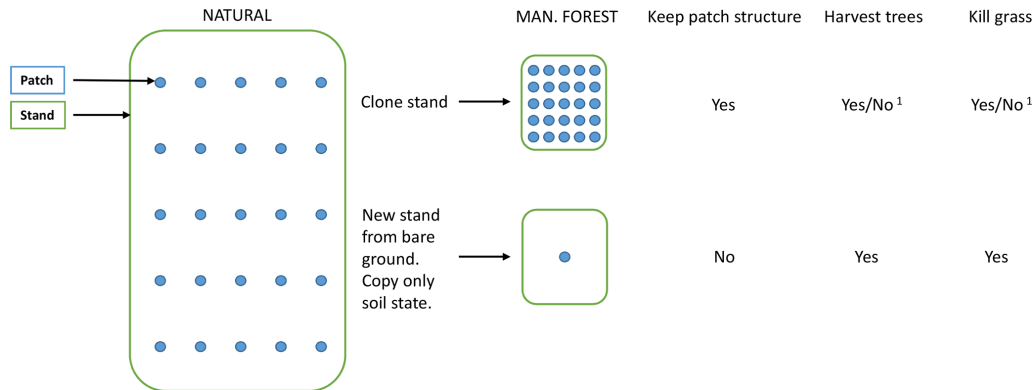 NATURAL
MAN. FOREST
Keep patch structure
Harvest trees
Kill grass
Patch
Stand
Clone stand
Yes
Yes/No 1
Yes/No 1
New stand
from bare
ground.
Copy only
soil state.
No
Yes
Yes